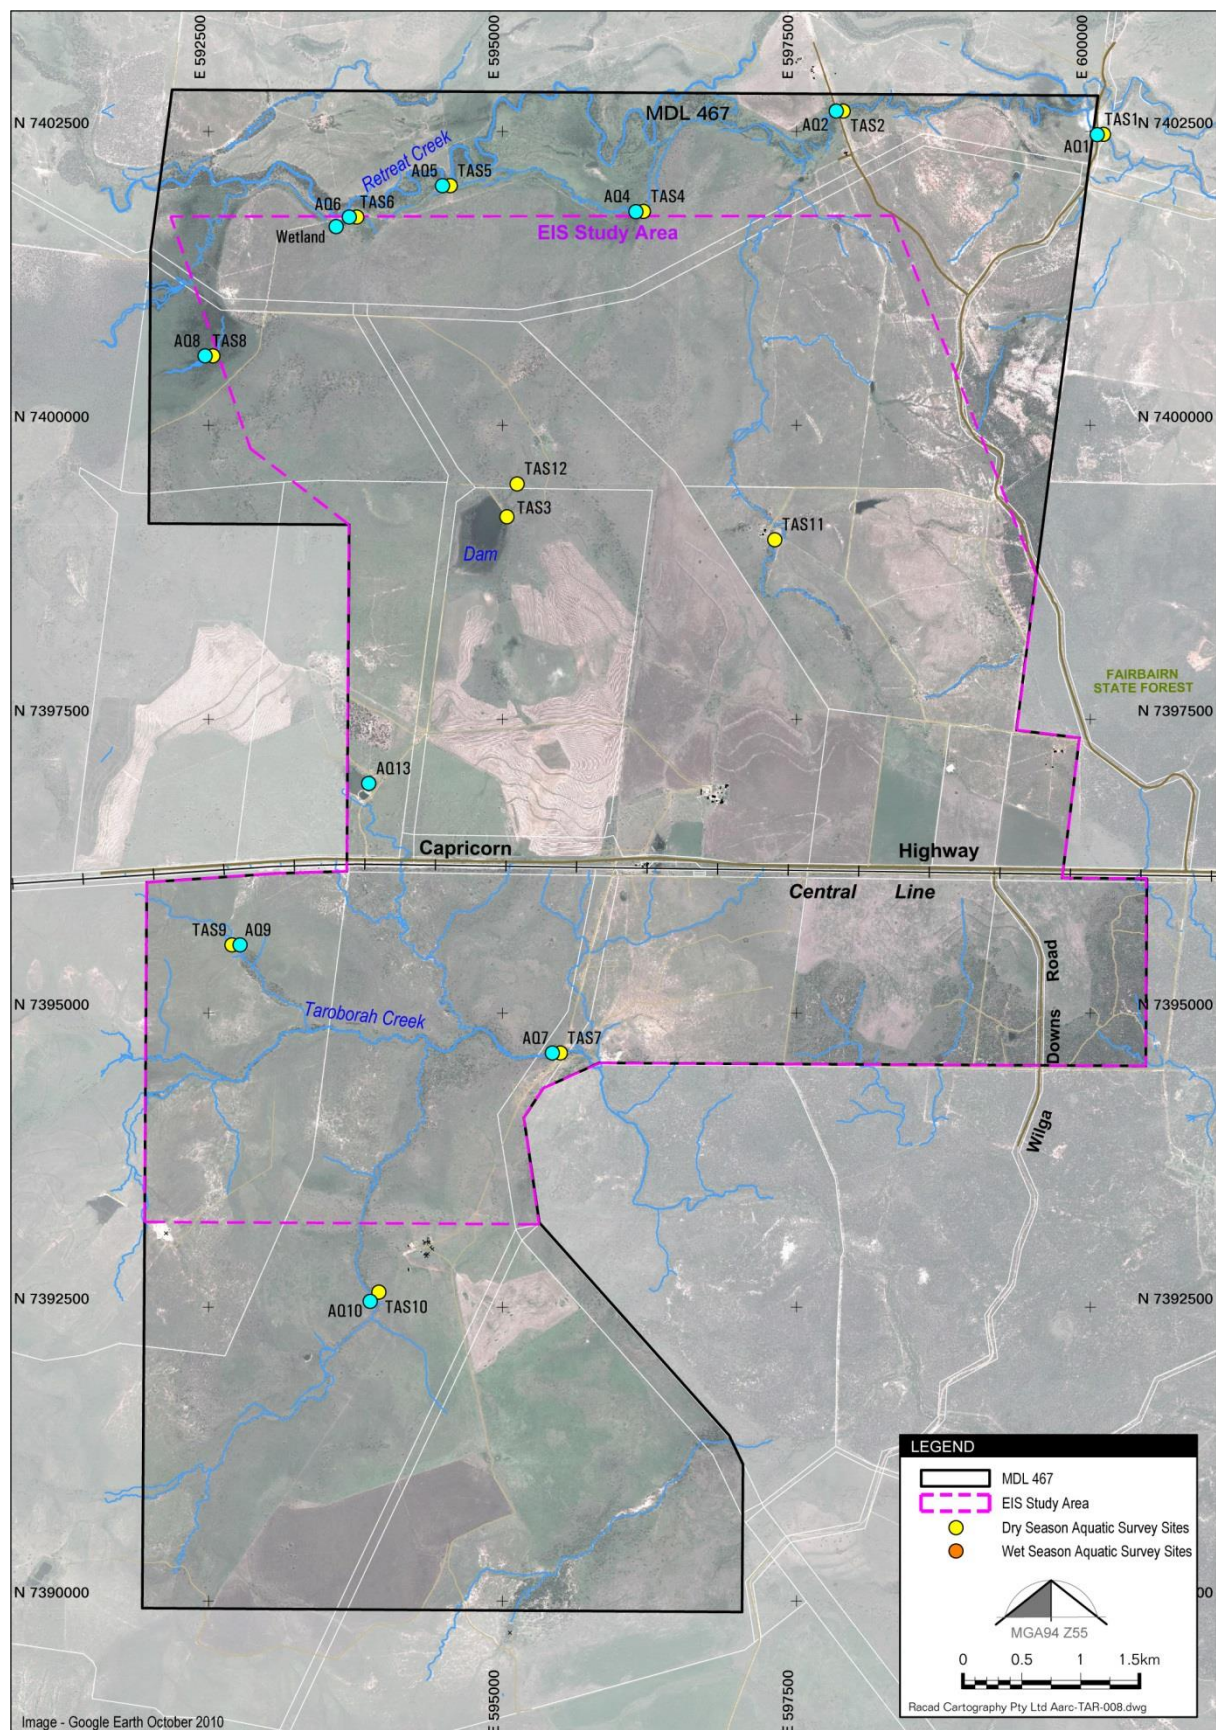 E 592500
E 595000
E 597500
E 600000
MDL 467
N 7402500
AQ2
TAS2
TAS1
N 7402500
AQ1
Retreat Creek
AQ5
TAS5
AQ6
TAS6
AQ4
TAS4
Wetland
EIS Study Area
AQ8
TAS8
N 7400000
N 7400000
TAS12
TAS3
Dam
TAS11
FAIRBAIRN
STATE FOREST
N 7397500
N 7397500
AQ13
Capricorn
Highway
Central Line
TAS9
AQ9
N 7395000
N 7395000
Taroborah Creek
AQ7
TAS7
Wilga Downs Road
N 7392500
N 7392500
AQ10
TAS10
N 7390000
00
LEGEND
MDL 467
EIS Study Area
Dry Season Aquatic Survey Sites
Wet Season Aquatic Survey Sites
MGA94 Z55
0 0.5 1 1.5km
Racad Cartography Pty Ltd Aarc-TAR-008.dwg
E 595000
E 597500
Image - Google Earth October 2010